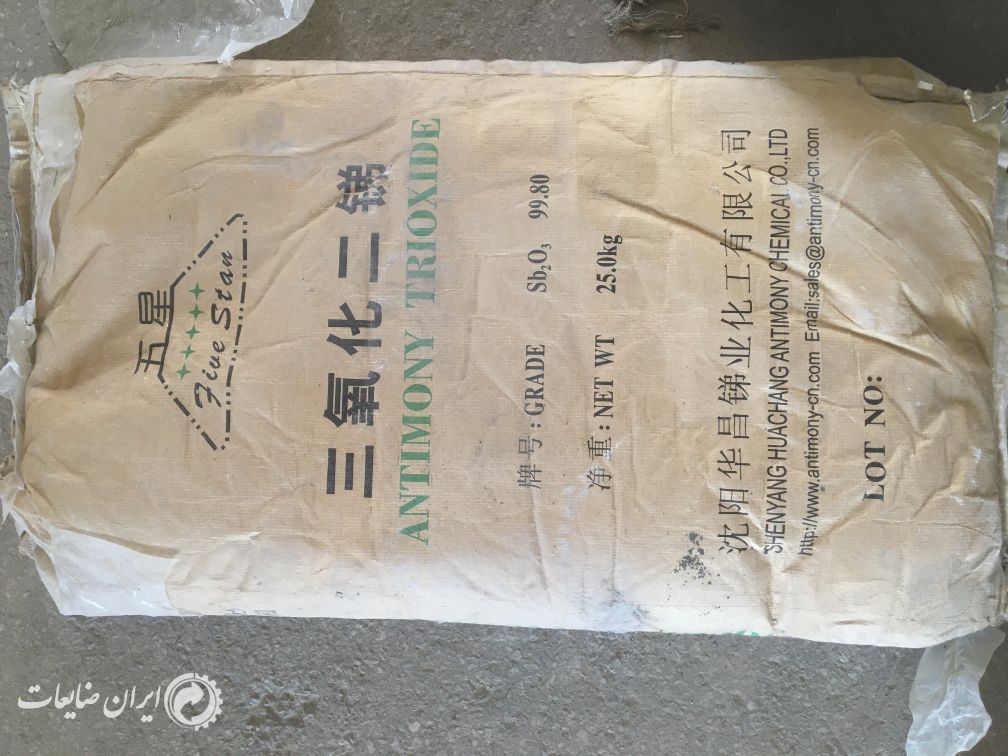 五星
Five Stan
三氧化二锑
ANTIMONY TRIOXIDE
牌号:GRADE Sb₂O₃ 99.80
净重:NET WT 25.0kg
沈阳华昌锑业化工有限公司
SHENYANG HUACHANG ANTIMONY CHEMICAL CO.,LTD
http://www.antimony-cn.com Email:sales@antimony-cn.com
LOT NO:
ایران ضایعات